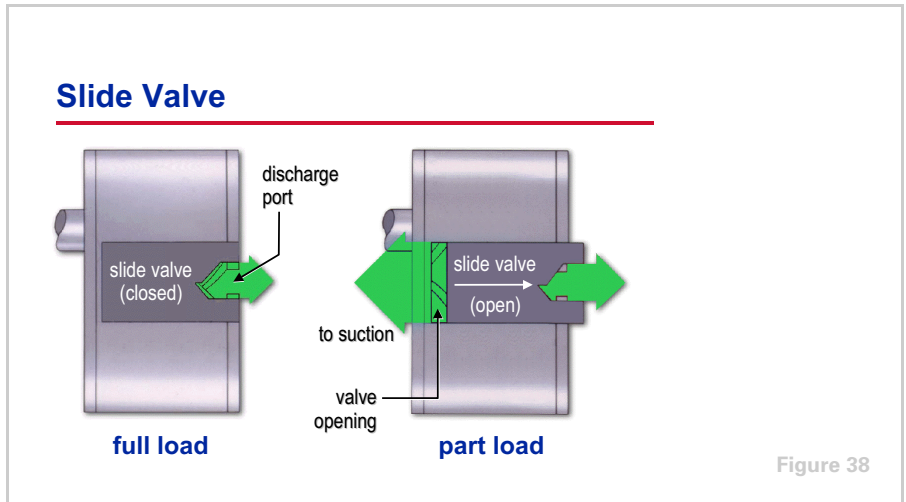 Slide Valve
discharge
port
slide valve
(closed)
slide valve
(open)
to suction
valve
opening
full load
part load
Figure 38